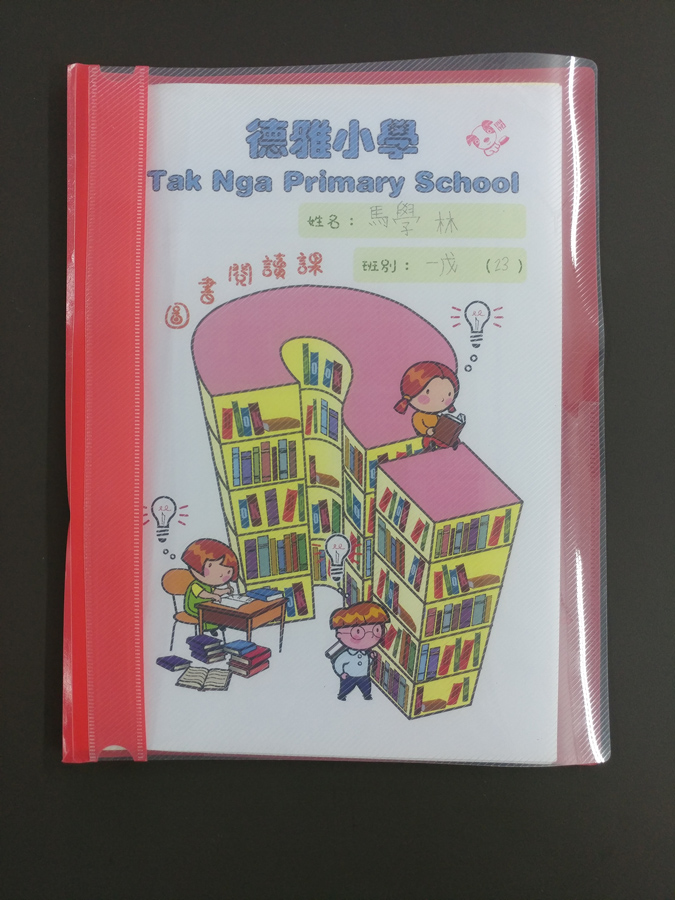 德雅小學
Tak Nga Primary School
姓名：馬學林
班別：一戊 (23)
圖書閱讀課